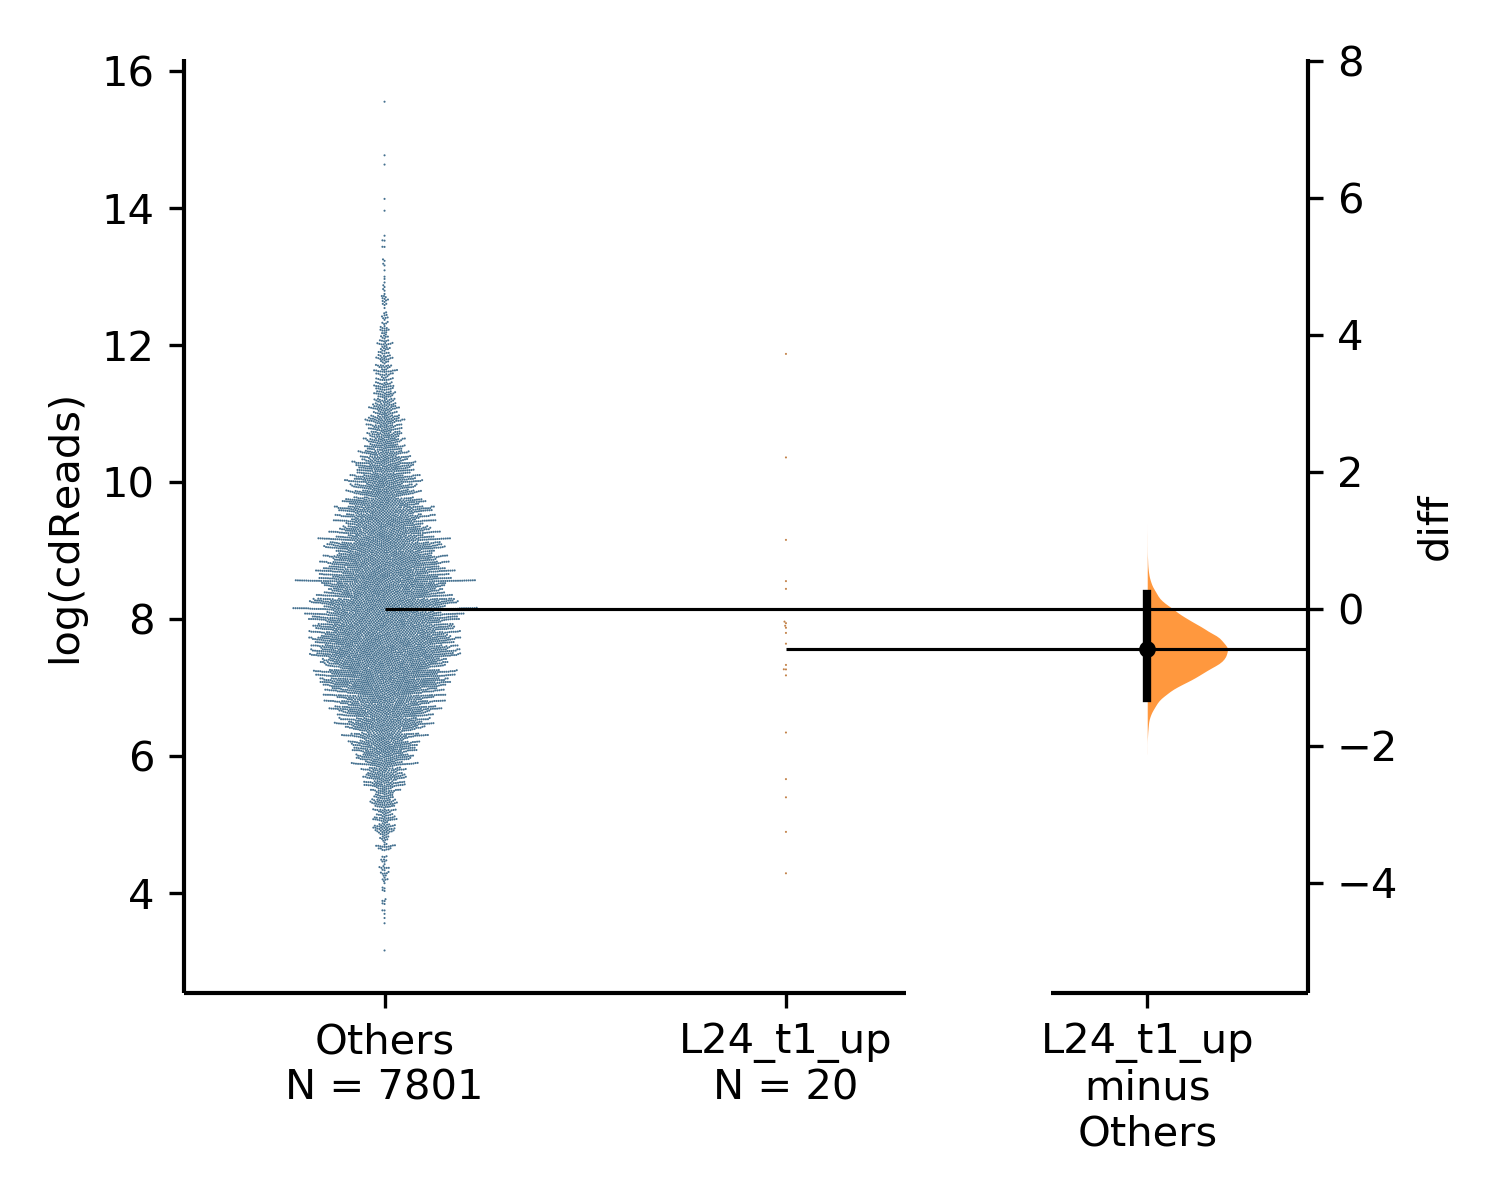 log(cdReads)
16
14
12
10
8
6
4
8
6
4
2
0
−2
−4
diff
Others
N = 7801
L24_t1_up
N = 20
L24_t1_up
minus
Others